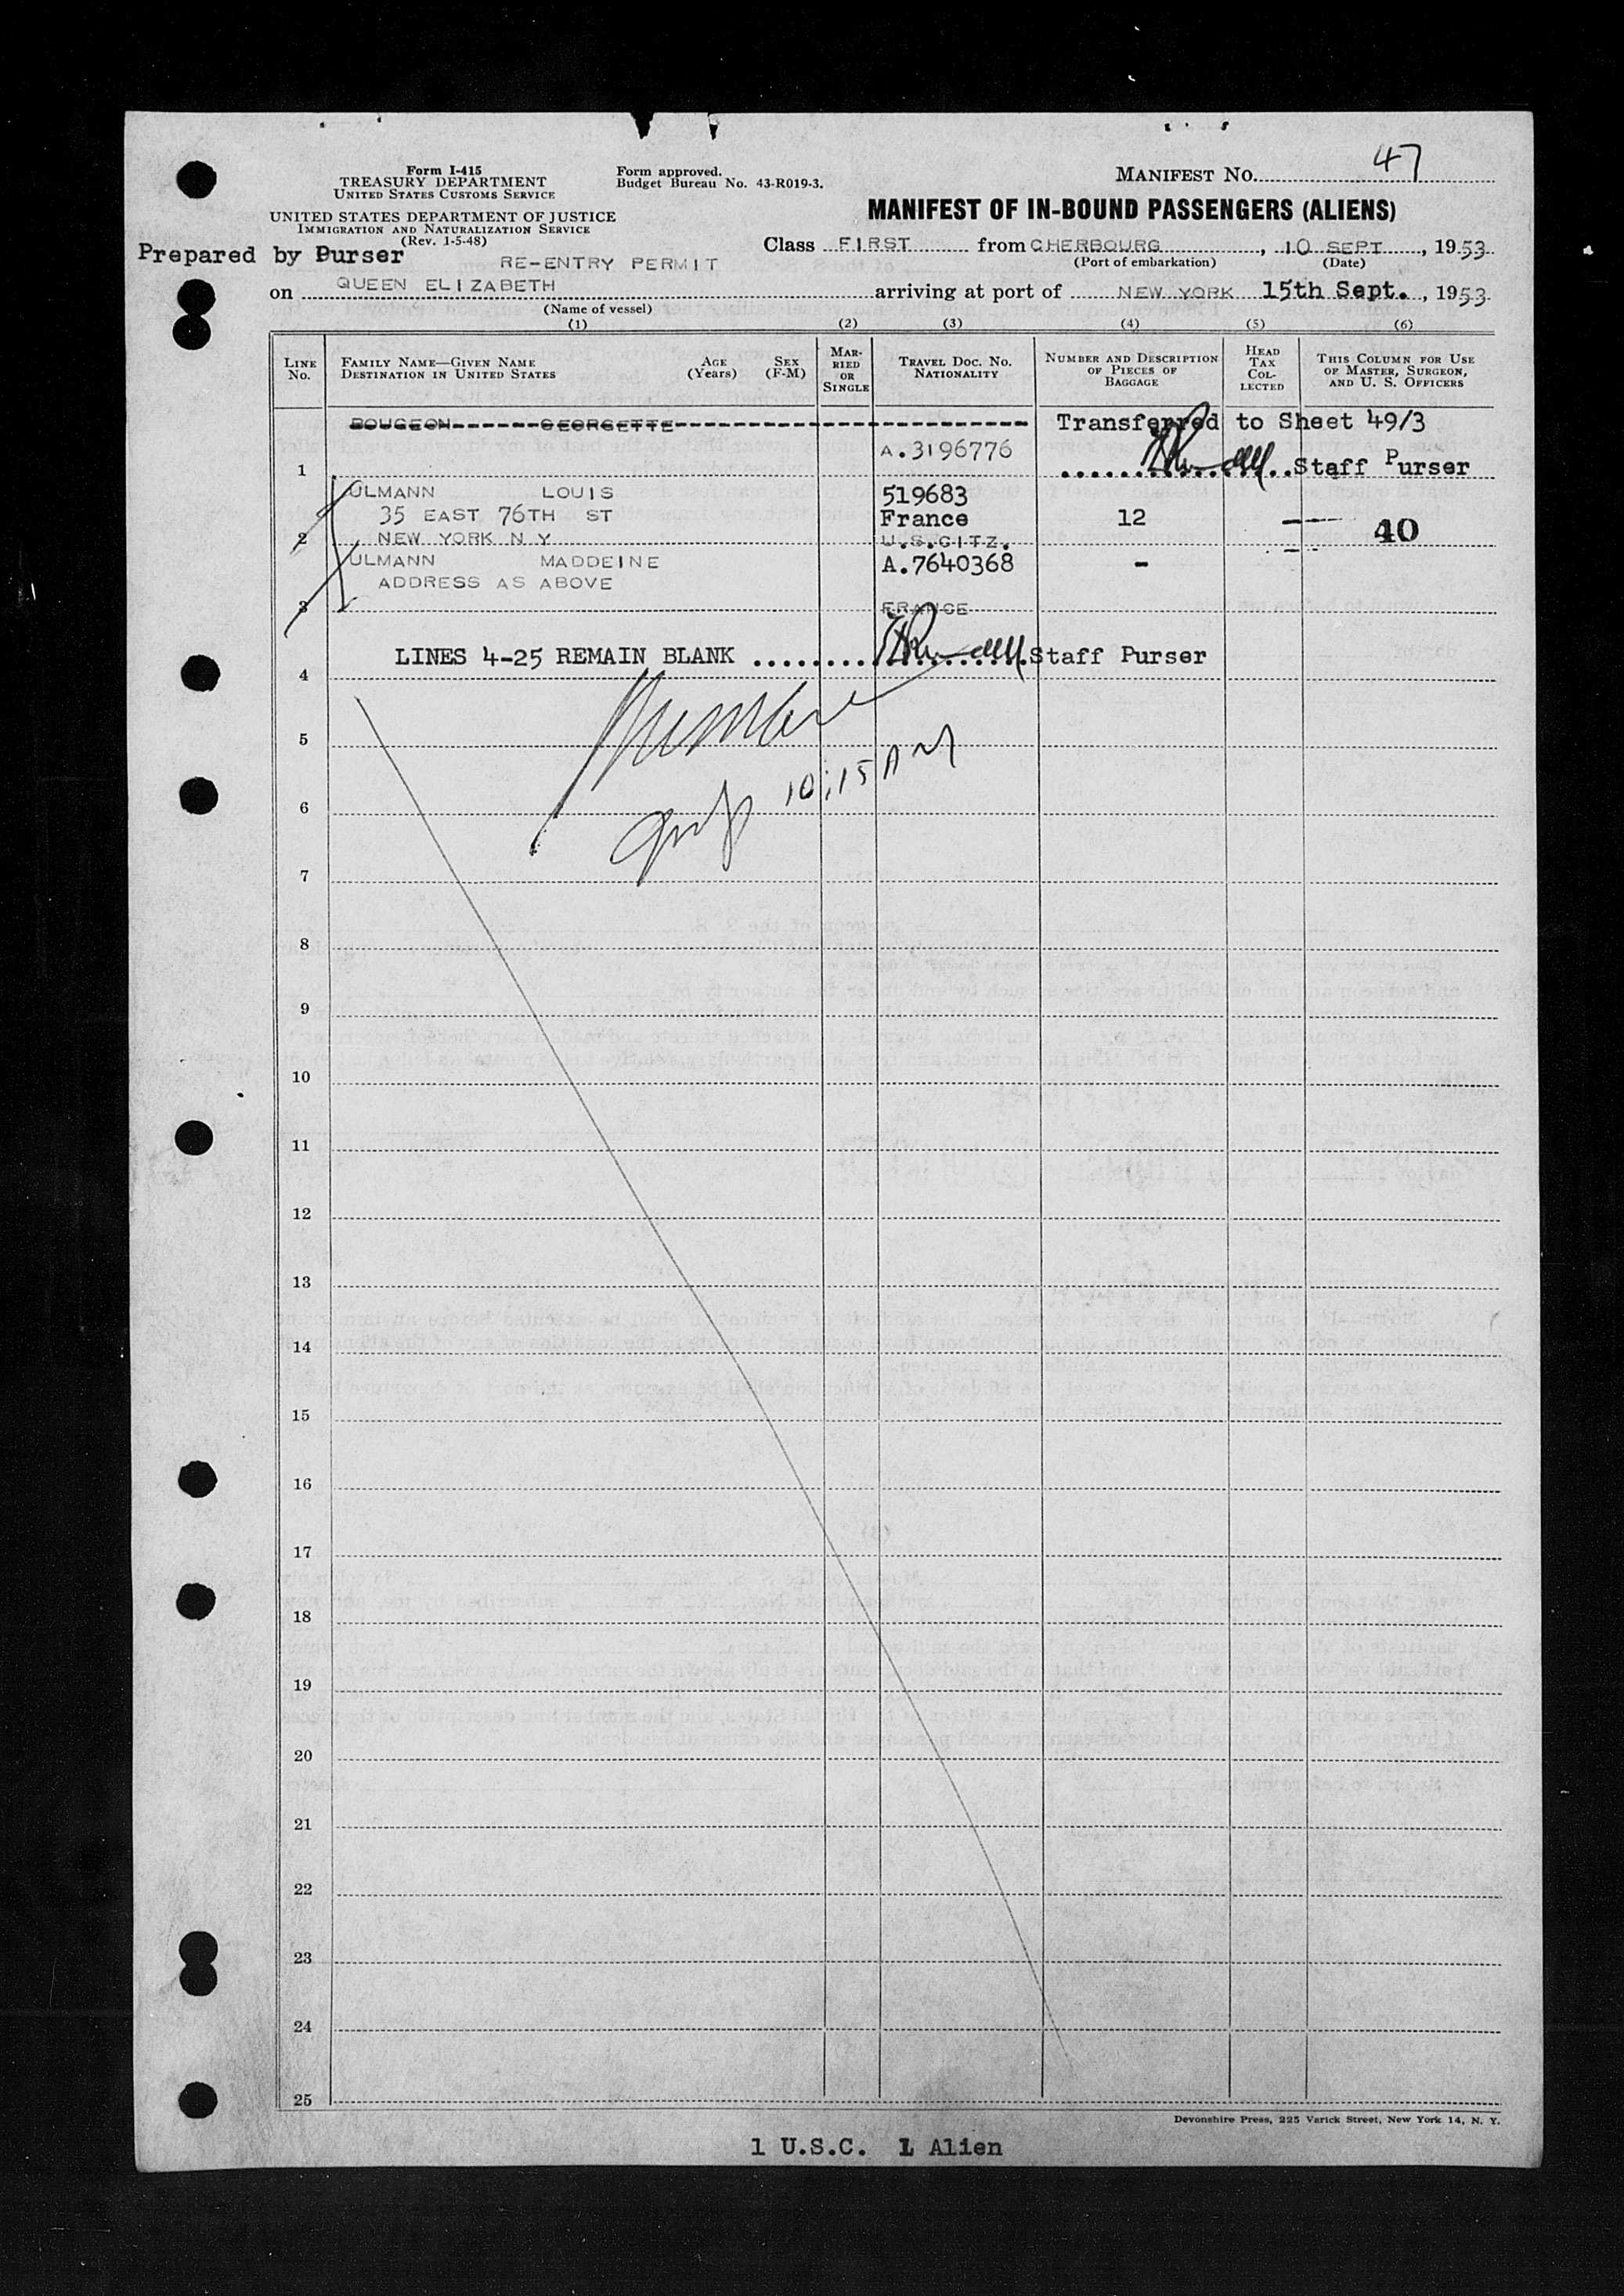 47
Form I-415
TREASURY DEPARTMENT
UNITED STATES CUSTOMS SERVICE
Form approved.
Budget Bureau No. 43-R019-3.
MANIFEST NO.
UNITED STATES DEPARTMENT OF JUSTICE
IMMIGRATION AND NATURALIZATION SERVICE
(Rev. 1-5-48)
MANIFEST OF IN-BOUND PASSENGERS (ALIENS)
Prepared by Purser
RE-ENTRY PERMIT
Class FIRST from CHERBOURG, 10 SEPT, 1953
(Port of embarkation) (Date)
on QUEEN ELIZABETH arriving at port of NEW YORK 15th Sept., 1953
(Name of vessel)
(1) (2) (3) (4) (5) (6)
LINE No.
FAMILY NAME—GIVEN NAME
DESTINATION IN UNITED STATES
AGE (Years)
SEX (F-M)
MARRIED OR SINGLE
TRAVEL DOC. NO. NATIONALITY
NUMBER AND DESCRIPTION OF PIECES OF BAGGAGE
HEAD TAX COLLECTED
THIS COLUMN FOR USE OF MASTER, SURGEON, AND U. S. OFFICERS
BOUGEON GEORGETTE Transferred to Sheet 49/3
A.3196776
1 Staff Purser
ULMANN LOUIS 519683
35 EAST 76TH ST France 12 40
2 NEW YORK N Y U.S.CITZ.
ULMANN MADDEINE A.7640368 -
ADDRESS AS ABOVE
3 FRANCE
LINES 4-25 REMAIN BLANK Staff Purser
4
5
10:15 AM
6
7
8
9
10
11
12
13
14
15
16
17
18
19
20
21
22
23
24
25
Devonshire Press, 225 Varick Street, New York 14, N. Y.
1 U.S.C. 1 Alien